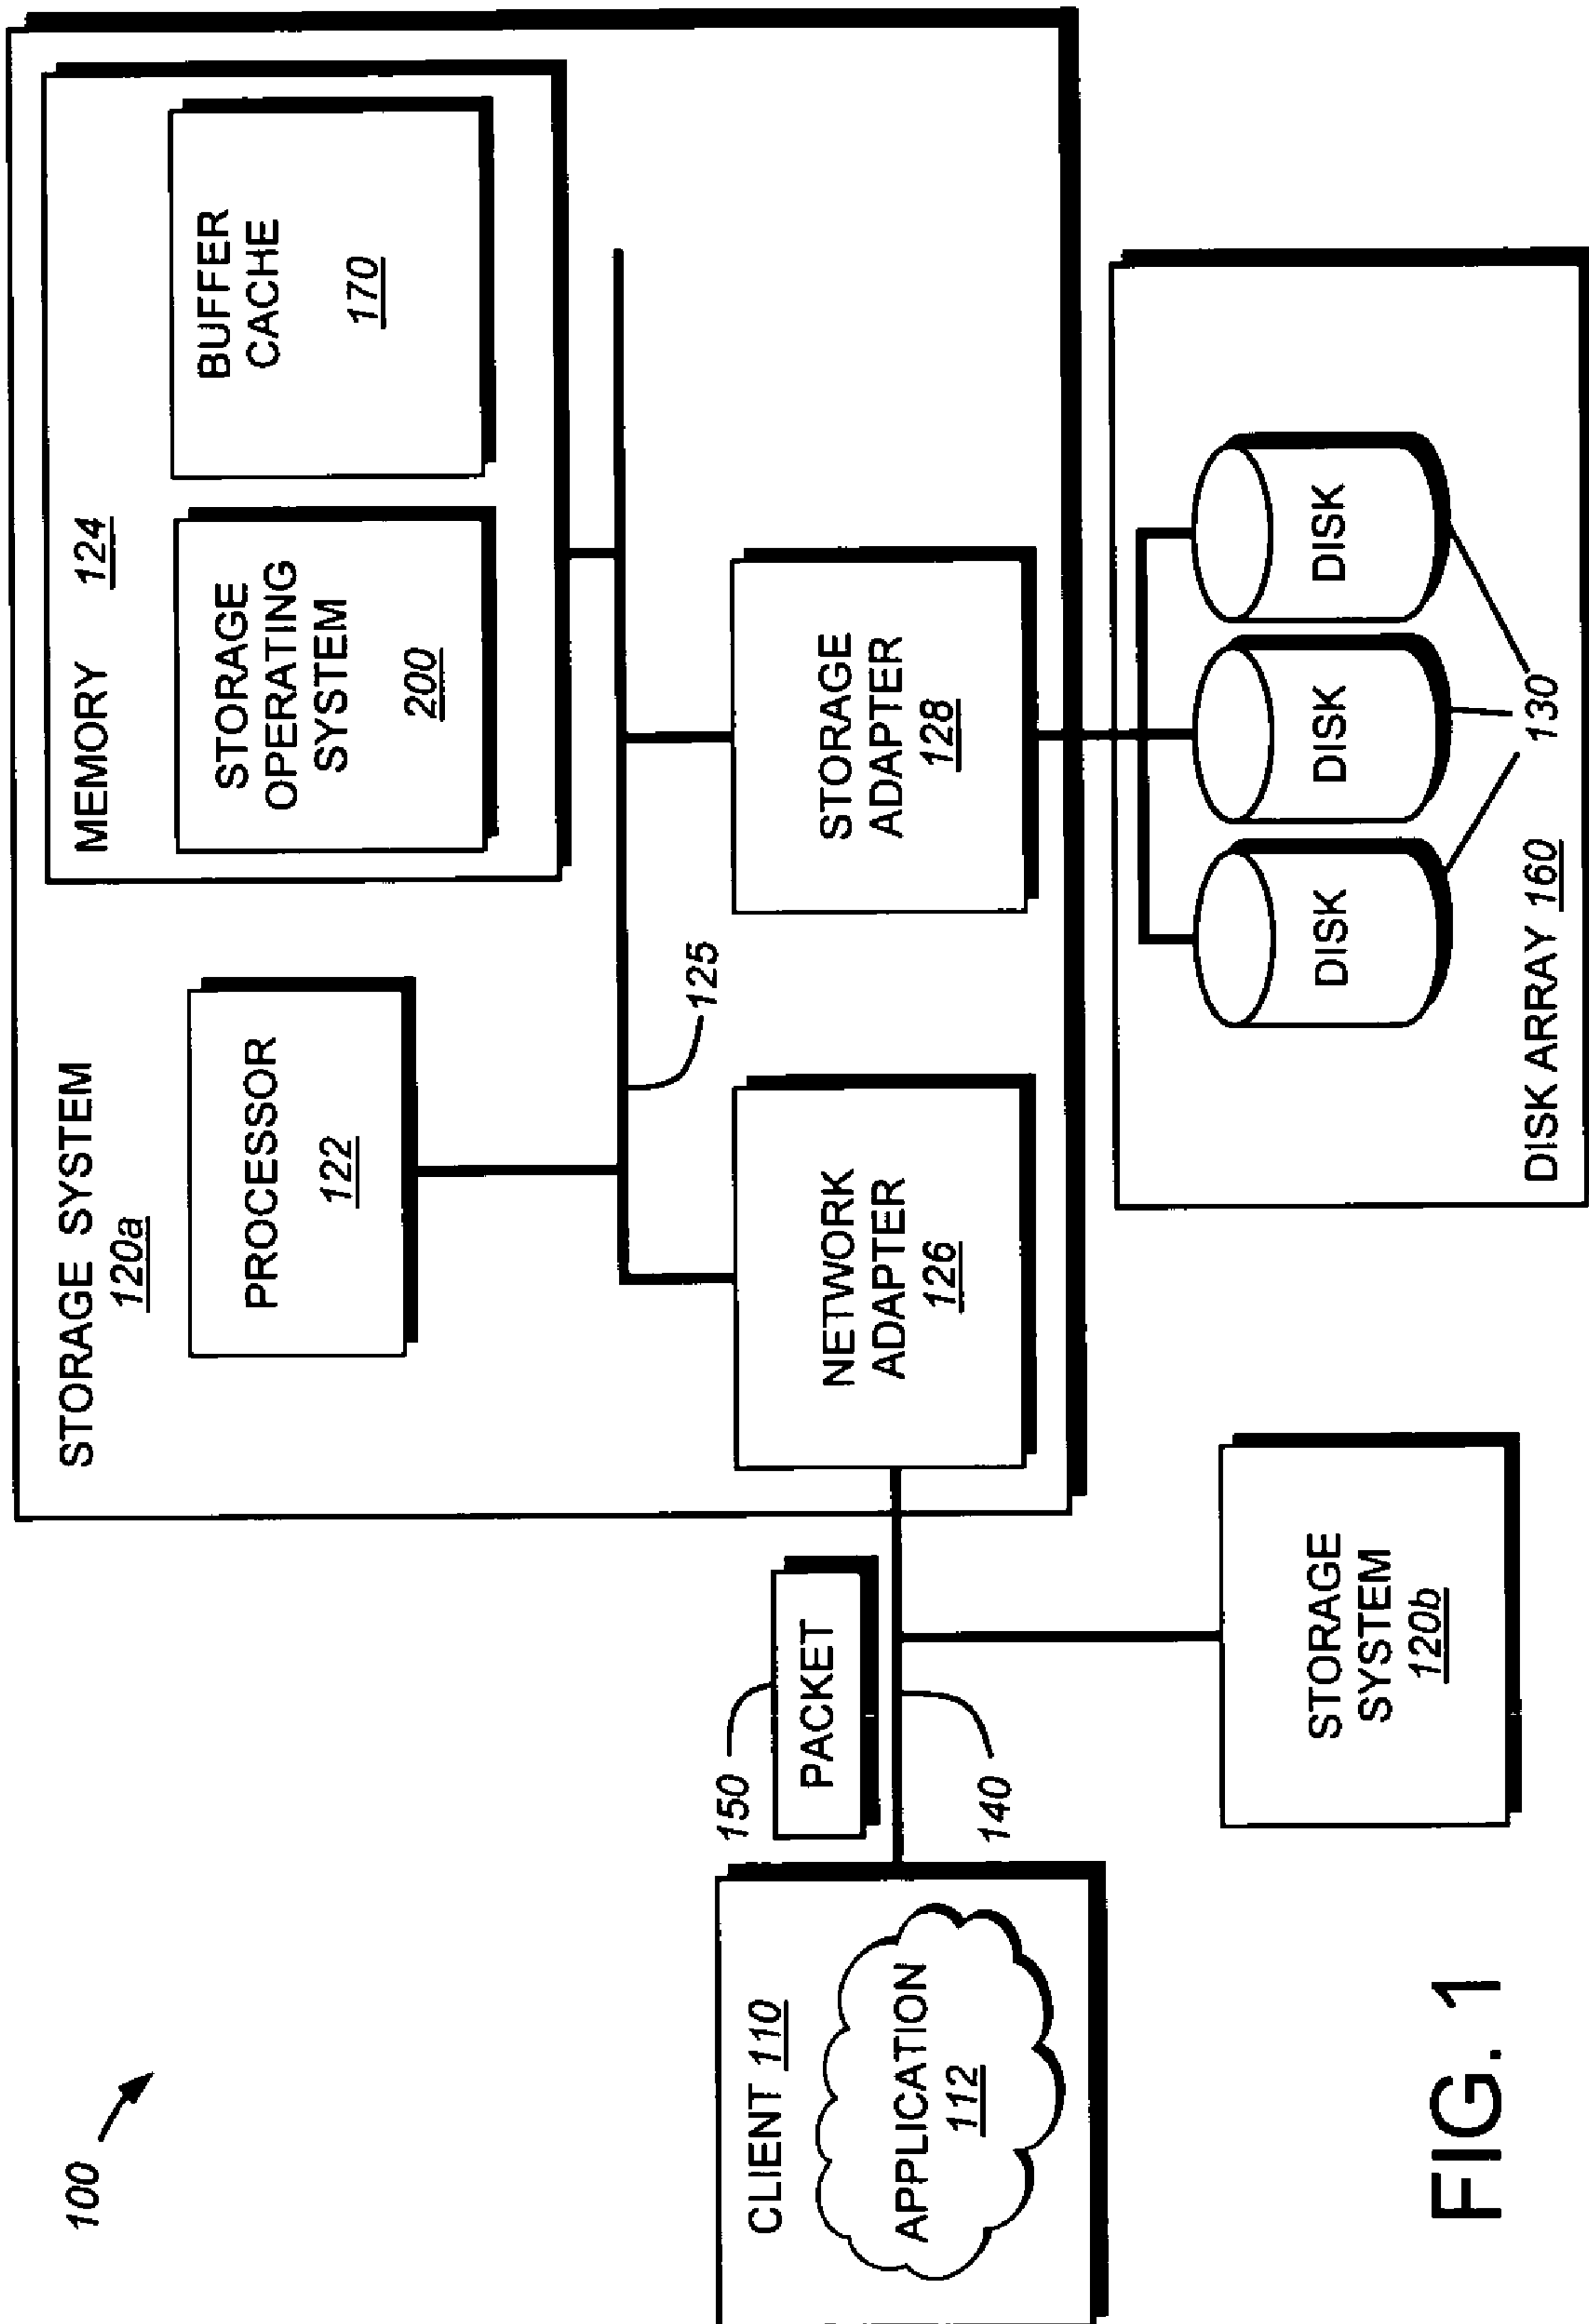 100
STORAGE SYSTEM
120a
PROCESSOR
122
MEMORY 124
STORAGE
OPERATING
SYSTEM
200
BUFFER
CACHE
170
125
NETWORK
ADAPTER
126
STORAGE
ADAPTER
128
CLIENT 110
APPLICATION
112
150
PACKET
140
STORAGE
SYSTEM
120b
DISK
DISK
DISK
130
DISK ARRAY 160
FIG. 1